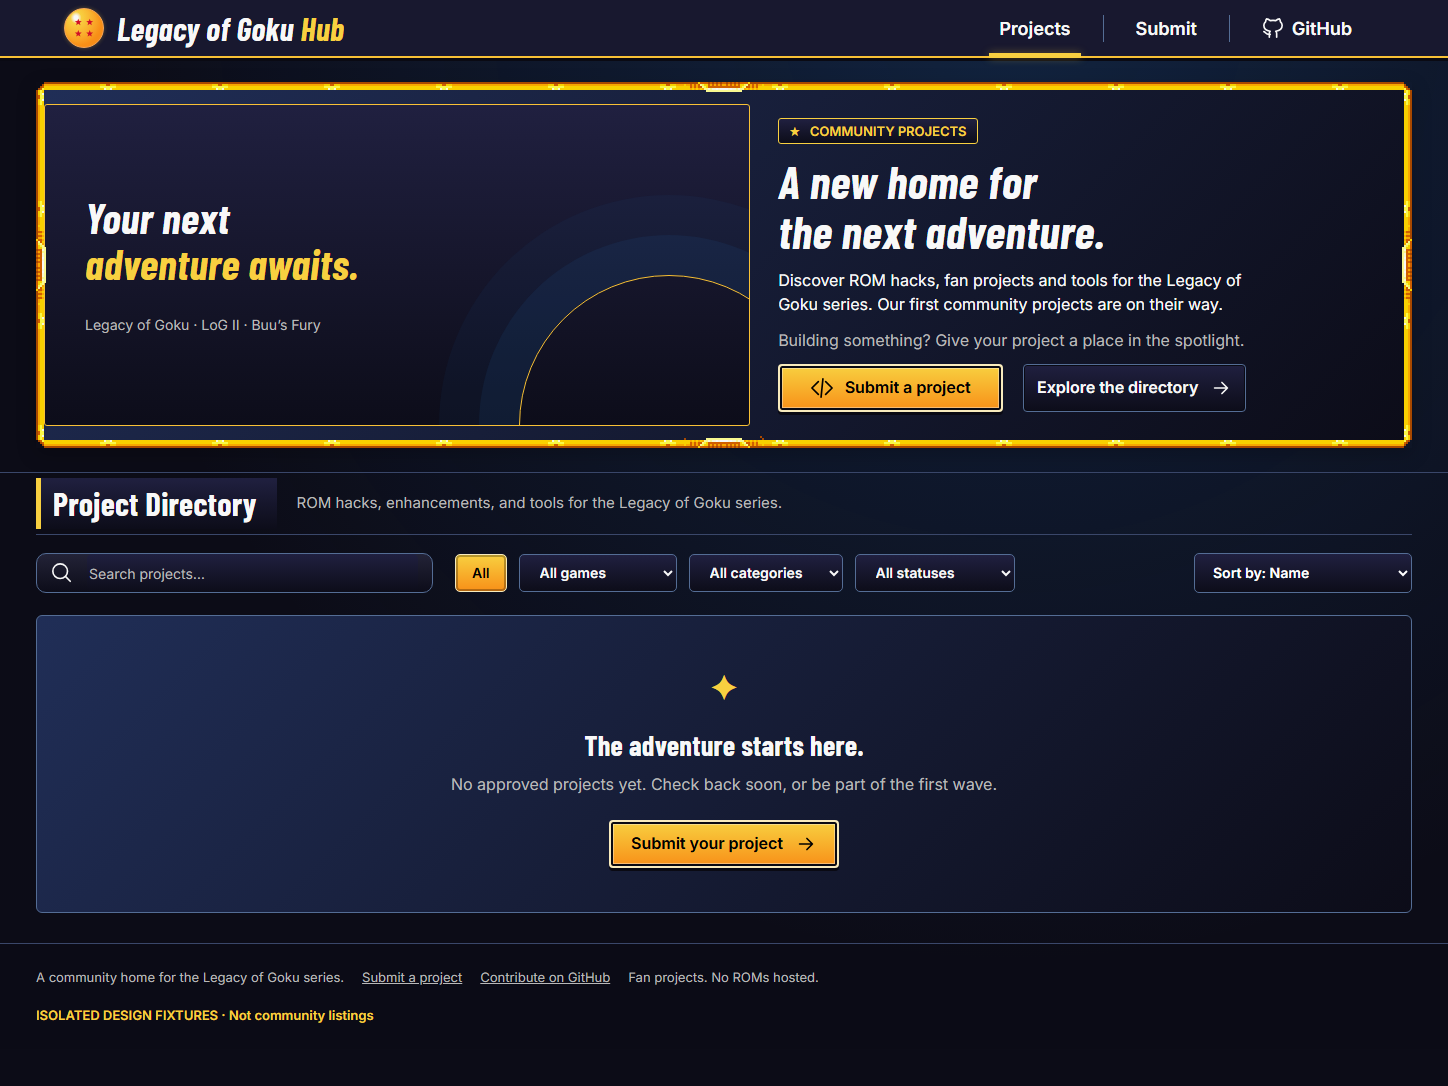 Legacy of Goku Hub
Projects
Submit
GitHub
Your next
adventure awaits.
Legacy of Goku · LoG II · Buu’s Fury
★ COMMUNITY PROJECTS
A new home for
the next adventure.
Discover ROM hacks, fan projects and tools for the Legacy of
Goku series. Our first community projects are on their way.
Building something? Give your project a place in the spotlight.
Submit a project
Explore the directory →
Project Directory
ROM hacks, enhancements, and tools for the Legacy of Goku series.
Search projects...
All
All games
All categories
All statuses
Sort by: Name
The adventure starts here.
No approved projects yet. Check back soon, or be part of the first wave.
Submit your project →
A community home for the Legacy of Goku series.
Submit a project
Contribute on GitHub
Fan projects. No ROMs hosted.
ISOLATED DESIGN FIXTURES · Not community listings